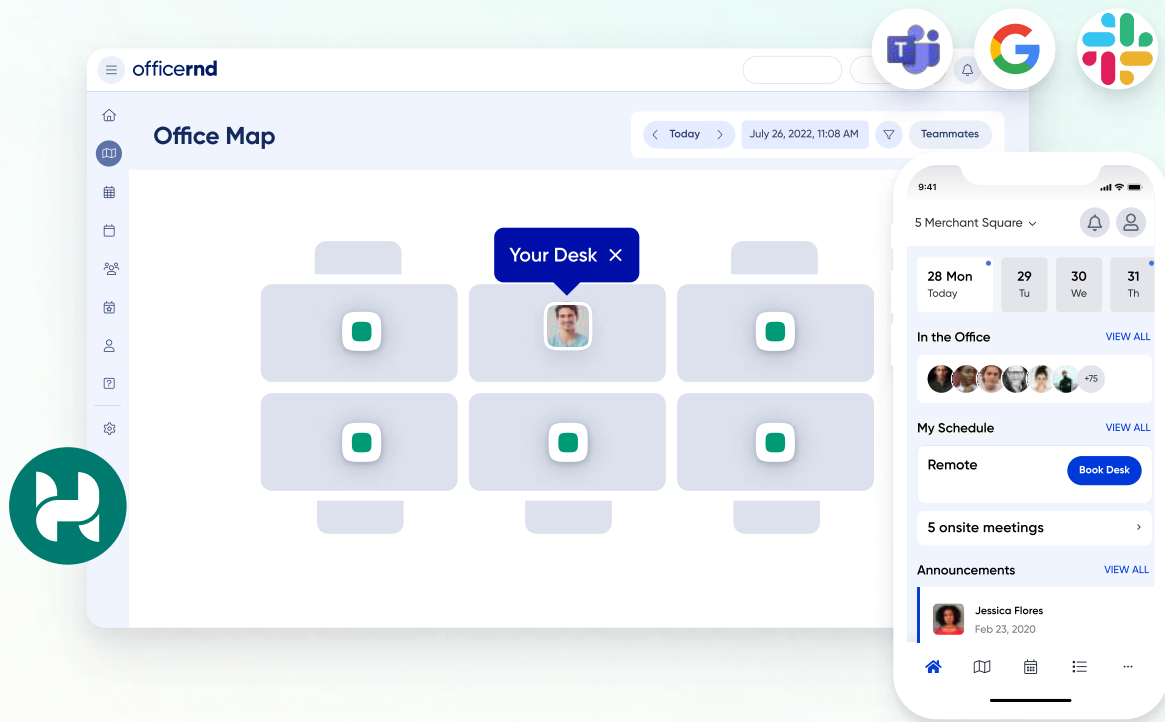 officernd
Office Map
Today
July 26, 2022, 11:08 AM
Teammates
Your Desk
9:41
5 Merchant Square
28 Mon
Today
29
Tu
30
We
31
Th
In the Office
VIEW ALL
+75
My Schedule
VIEW ALL
Remote
Book Desk
5 onsite meetings
Announcements
VIEW ALL
Jessica Flores
Feb 23, 2020